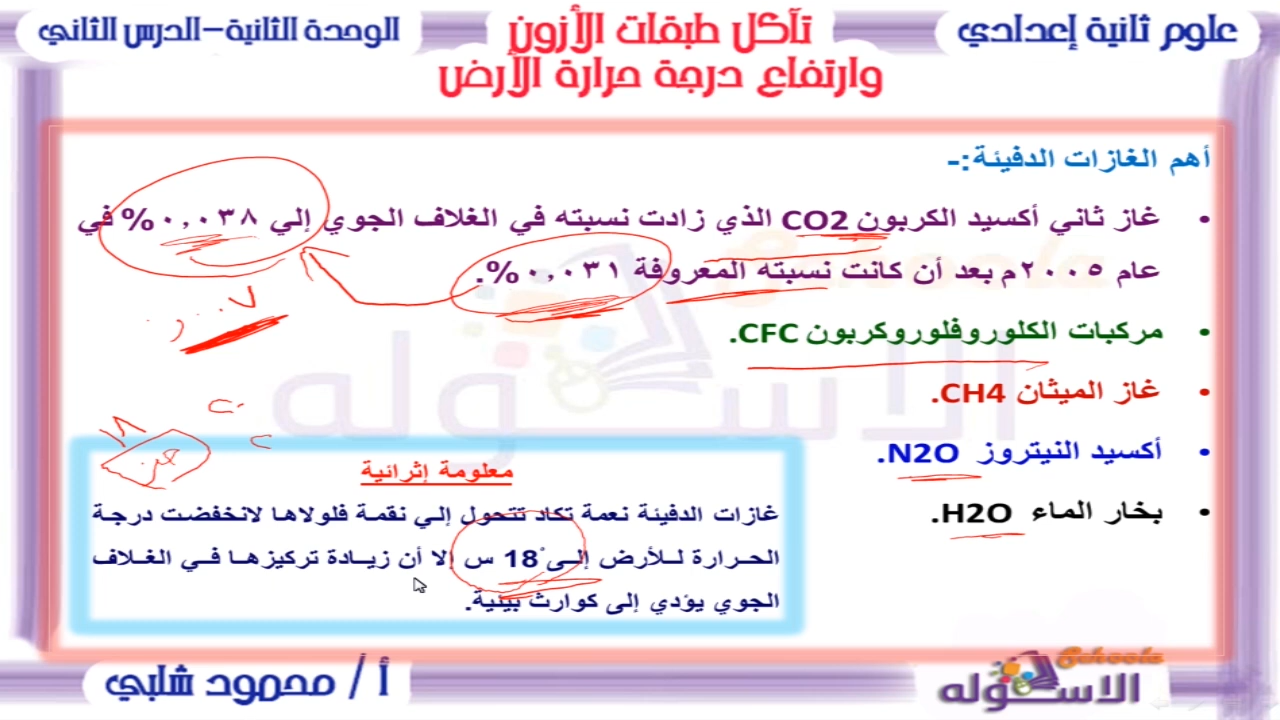 علوم ثانية إعدادي
تآكل طبقات الأزون
وارتفاع درجة حرارة الأرض
الوحدة الثانية-الدرس الثاني
أهم الغازات الدفيئة:-
• غاز ثاني أكسيد الكربون CO2 الذي زادت نسبته في الغلاف الجوي إلي ٠,٠٣٨% في
عام ٢٠٠٥م بعد أن كانت نسبته المعروفة ٠,٠٣١%.
• مركبات الكلوروفلوروكربون CFC.
• غاز الميثان CH4.
• أكسيد النيتروز N2O.
• بخار الماء H2O.
معلومة إثرائية
غازات الدفيئة نعمة تكاد تتحول إلي نقمة فلولاها لانخفضت درجة
الحرارة للأرض إلى 18° س إلا أن زيادة تركيزها في الغلاف
الجوي يؤدي إلى كوارث بيئية.
أ / محمود شلبي
Schoola
الاسكوله